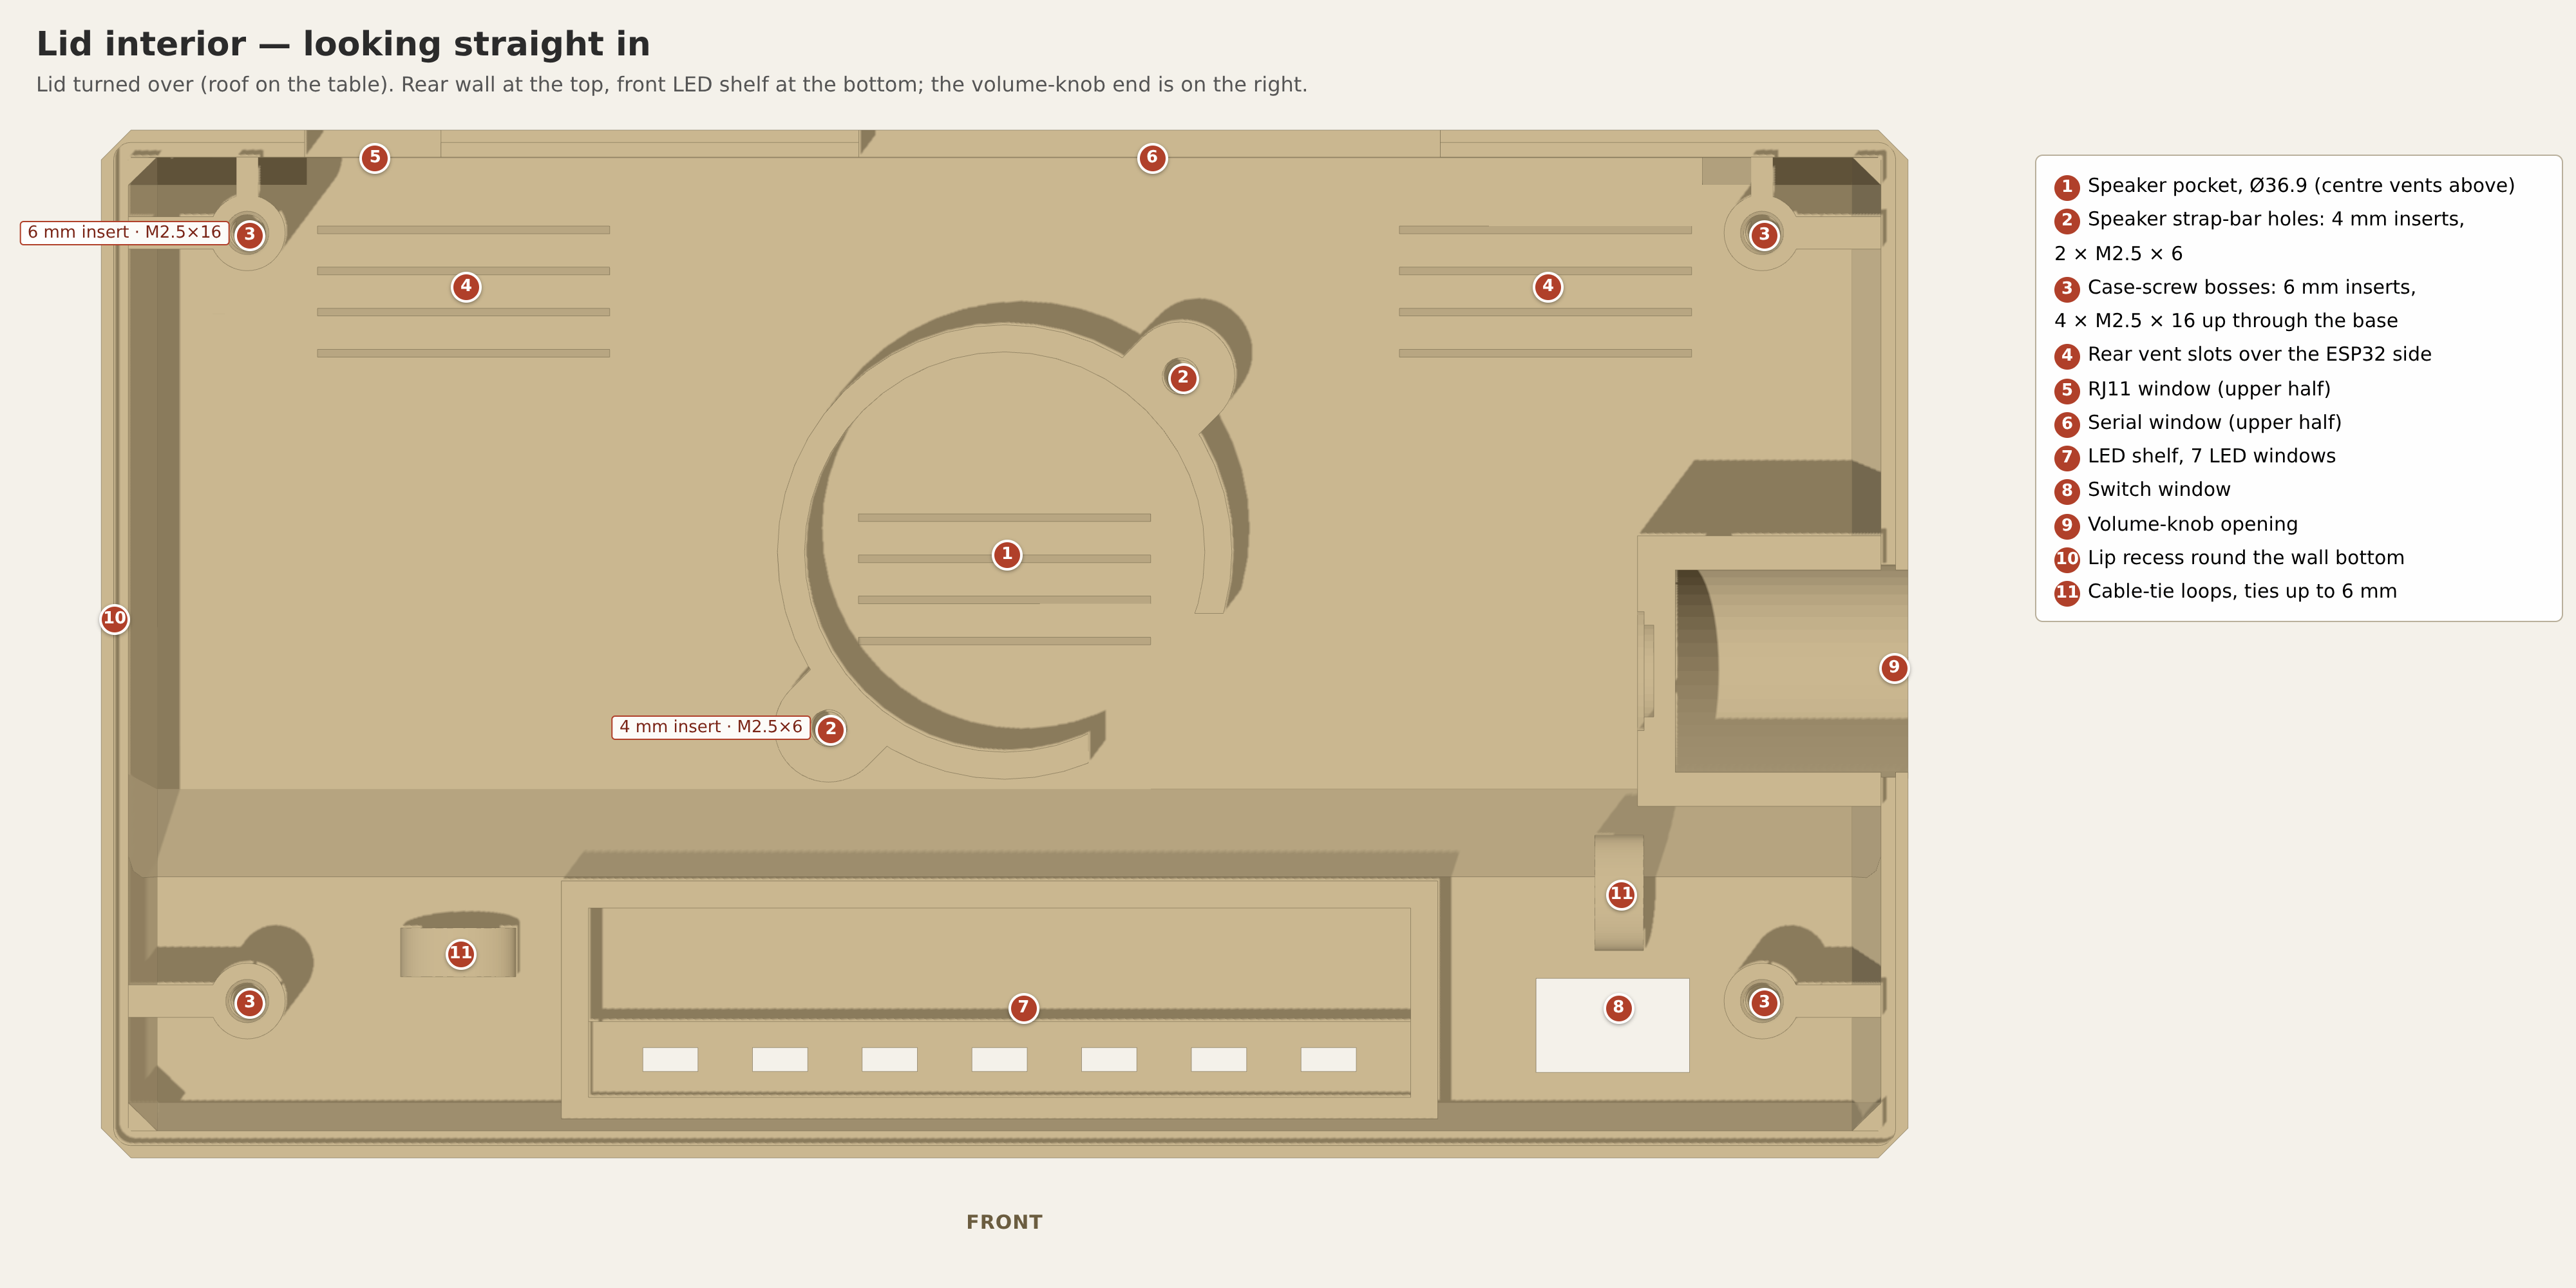 Lid interior — looking straight in
Lid turned over (roof on the table). Rear wall at the top, front LED shelf at the bottom; the volume-knob end is on the right.
5
6
6 mm insert · M2.5×16
3
3
4
4
2
1
10
9
4 mm insert · M2.5×6
2
11
11
3
7
8
3
FRONT
1 Speaker pocket, Ø36.9 (centre vents above)
2 Speaker strap-bar holes: 4 mm inserts,
2 × M2.5 × 6
3 Case-screw bosses: 6 mm inserts,
4 × M2.5 × 16 up through the base
4 Rear vent slots over the ESP32 side
5 RJ11 window (upper half)
6 Serial window (upper half)
7 LED shelf, 7 LED windows
8 Switch window
9 Volume-knob opening
10 Lip recess round the wall bottom
11 Cable-tie loops, ties up to 6 mm